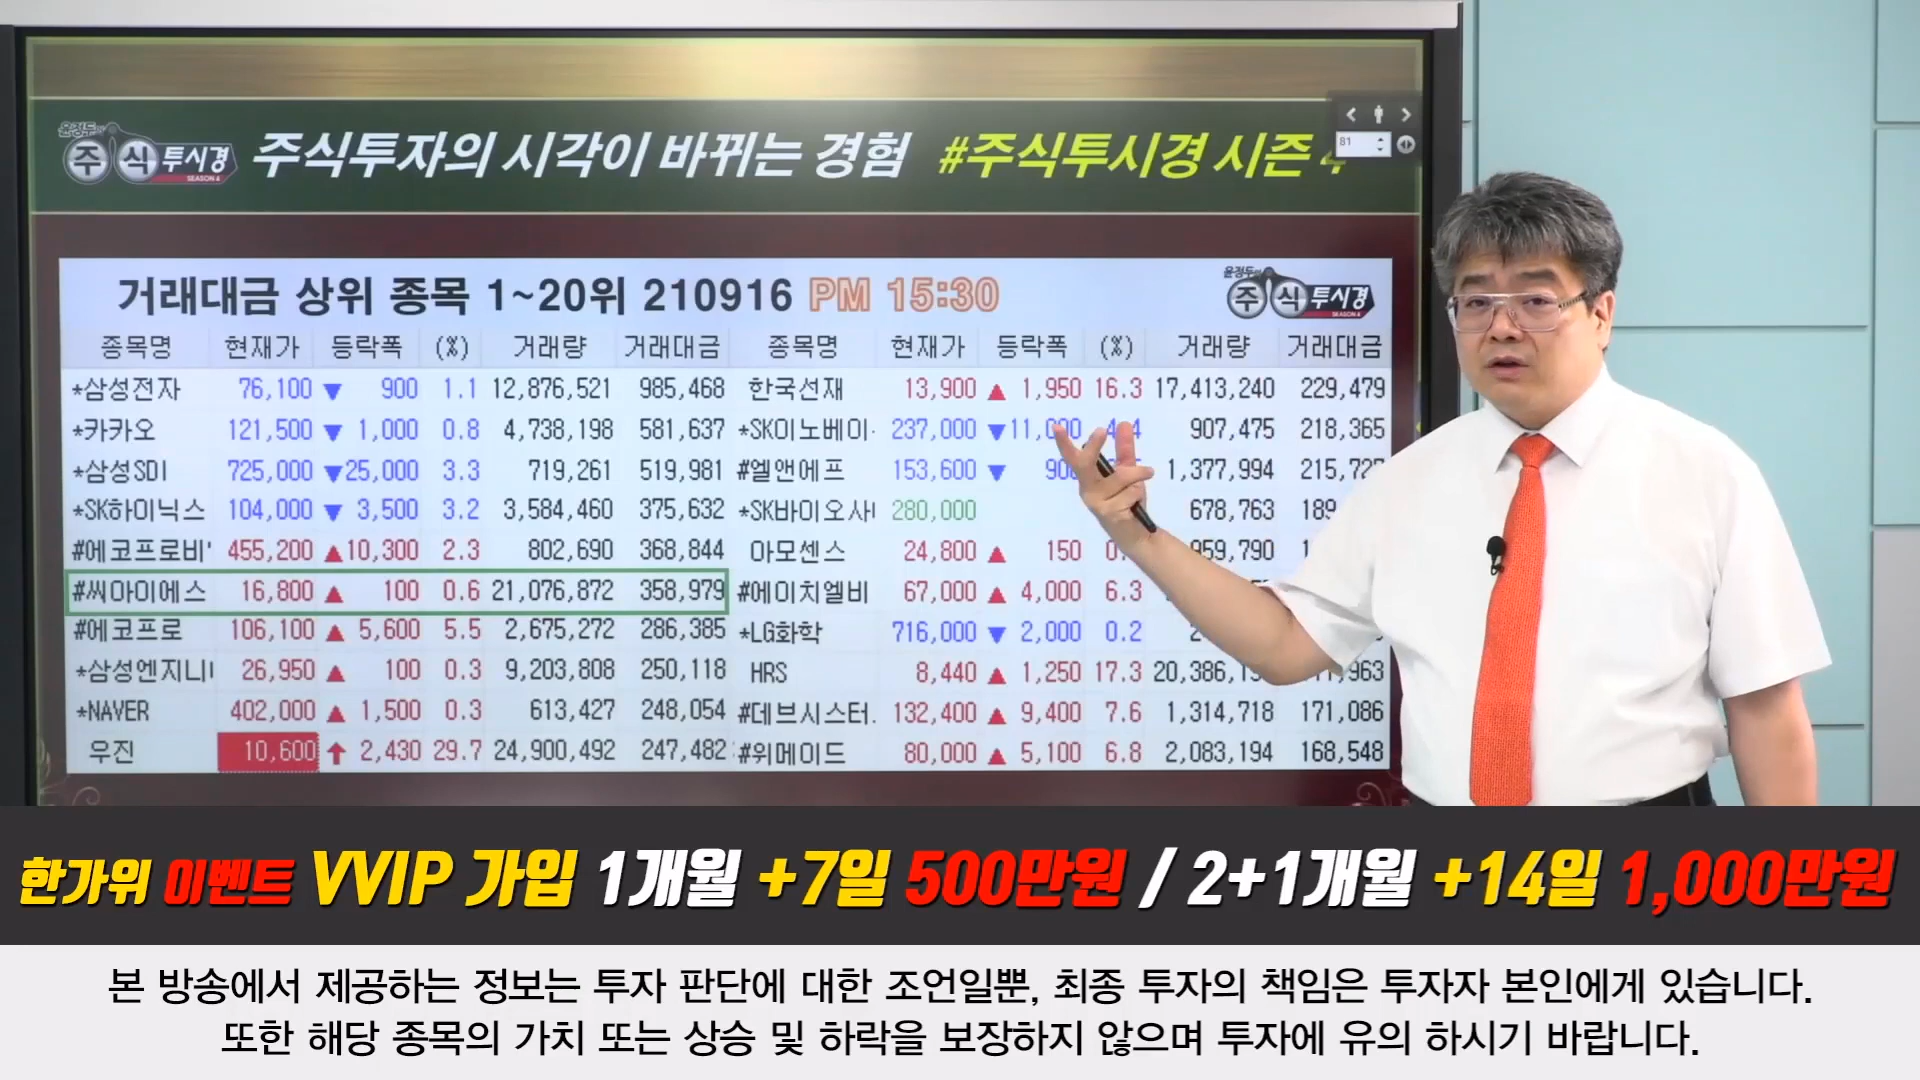 윤정두의
주식투시경
SEASON 4
주식투자의 시각이 바뀌는 경험 #주식투시경 시즌 4
81
거래대금 상위 종목 1~20위 210916 PM 15:30
윤정두의
주식투시경
SEASON 4
종목명 현재가 등락폭 (%) 거래량 거래대금 종목명 현재가 등락폭 (%) 거래량 거래대금
*삼성전자 76,100 ▼ 900 1.1 12,876,521 985,468 한국선재 13,900 ▲ 1,950 16.3 17,413,240 229,479
*카카오 121,500 ▼ 1,000 0.8 4,738,198 581,637 *SK이노베이 237,000 ▼11,000 4.4 907,475 218,365
*삼성SDI 725,000 ▼25,000 3.3 719,261 519,981 #엘앤에프 153,600 ▼ 1,377,994
*SK하이닉스 104,000 ▼ 3,500 3.2 3,584,460 375,632 *SK바이오사 280,000 678,763
#에코프로비 455,200 ▲10,300 2.3 802,690 368,844 아모센스 24,800 ▲ 150
#씨아이에스 16,800 ▲ 100 0.6 21,076,872 358,979 #에이치엘비 67,000 ▲ 4,000 6.3
#에코프로 106,100 ▲ 5,600 5.5 2,675,272 286,385 *LG화학 716,000 ▼ 2,000 0.2
*삼성엔지니 26,950 ▲ 100 0.3 9,203,808 250,118 HRS 8,440 ▲ 1,250 17.3
*NAVER 402,000 ▲ 1,500 0.3 613,427 248,054 #데브시스터 132,400 ▲ 9,400 7.6 1,314,718 171,086
우진 10,600 ↑ 2,430 29.7 24,900,492 247,482 #위메이드 80,000 ▲ 5,100 6.8 2,083,194 168,548
한가위 이벤트 VVIP 가입 1개월 +7일 500만원 / 2+1개월 +14일 1,000만원
본 방송에서 제공하는 정보는 투자 판단에 대한 조언일뿐, 최종 투자의 책임은 투자자 본인에게 있습니다.
또한 해당 종목의 가치 또는 상승 및 하락을 보장하지 않으며 투자에 유의 하시기 바랍니다.